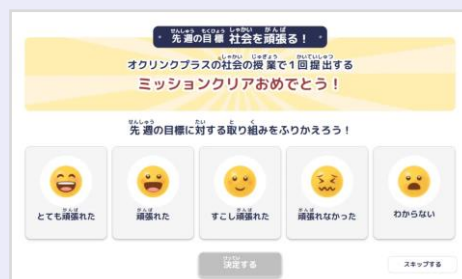 先週の目標 社会を頑張る！
オクリンクプラスの社会の授業で1回提出する
ミッションクリアおめでとう！
先週の目標に対する取り組みをふりかえろう！
とても頑張れた
頑張れた
すこし頑張れた
頑張れなかった
わからない
決定する
スキップする